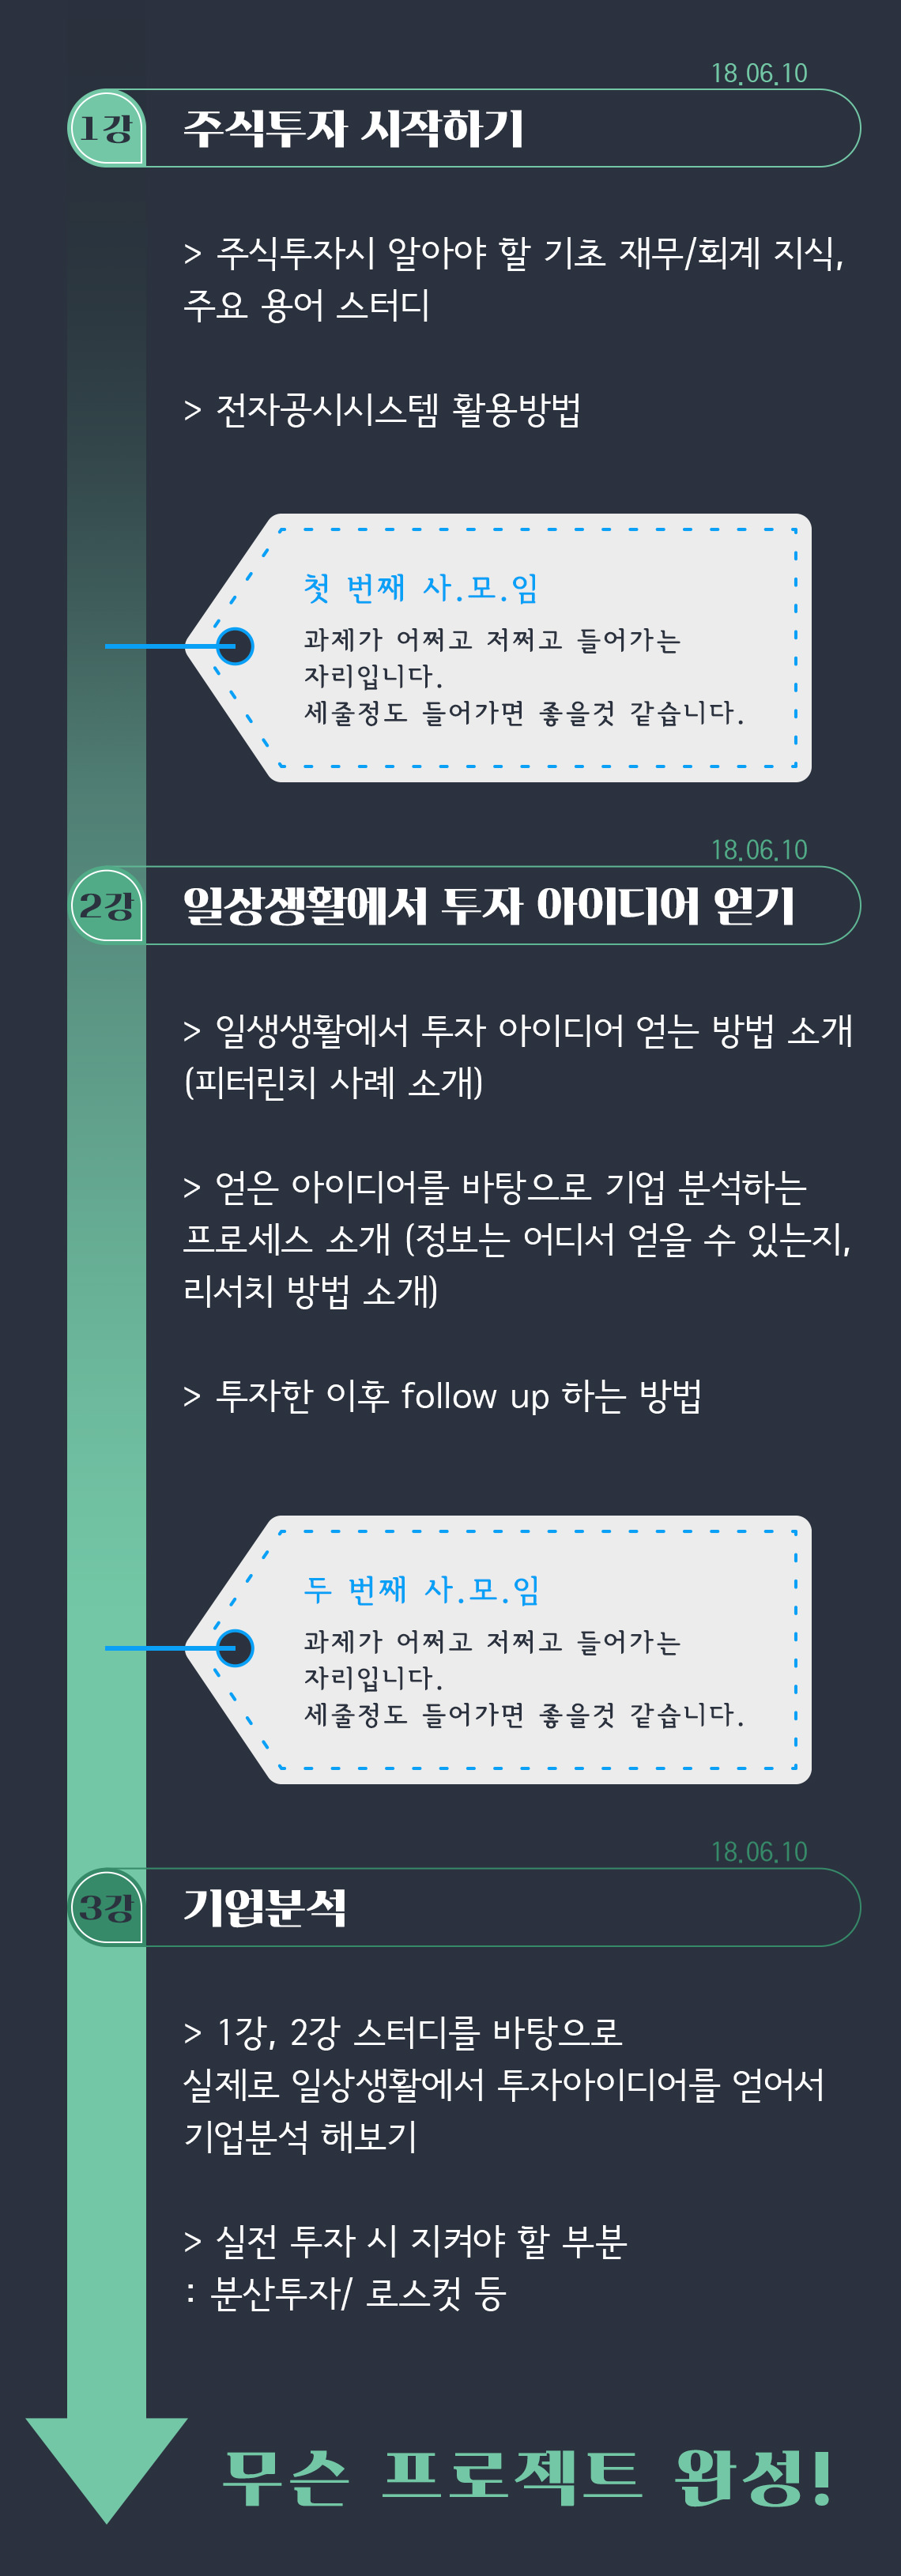 18.06.10
1강 주식투자 시작하기
> 주식투자시 알아야 할 기초 재무/회계 지식,
주요 용어 스터디
> 전자공시시스템 활용방법
첫 번째 사.모.임
과제가 어쩌고 저쩌고 들어가는
자리입니다.
세줄정도 들어가면 좋을것 같습니다.
18.06.10
2강 일상생활에서 투자 아이디어 얻기
> 일생생활에서 투자 아이디어 얻는 방법 소개
(피터린치 사례 소개)
> 얻은 아이디어를 바탕으로 기업 분석하는
프로세스 소개 (정보는 어디서 얻을 수 있는지,
리서치 방법 소개)
> 투자한 이후 follow up 하는 방법
두 번째 사.모.임
과제가 어쩌고 저쩌고 들어가는
자리입니다.
세줄정도 들어가면 좋을것 같습니다.
18.06.10
3강 기업분석
> 1강, 2강 스터디를 바탕으로
실제로 일상생활에서 투자아이디어를 얻어서
기업분석 해보기
> 실전 투자 시 지켜야 할 부분
: 분산투자/ 로스컷 등
무슨 프로젝트 완성!